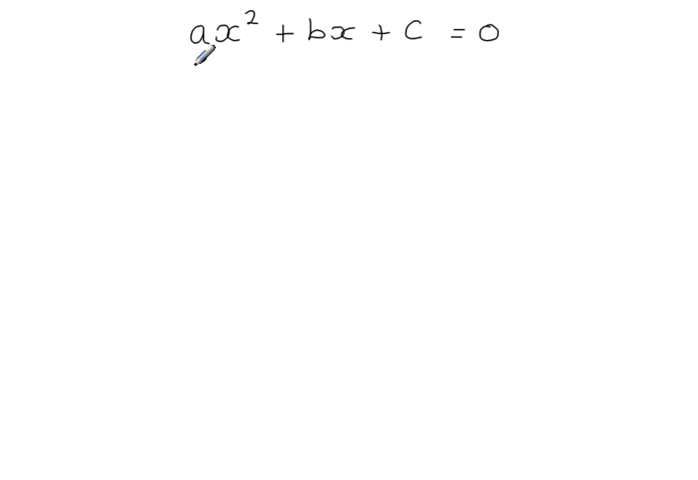 ax² + bx + c = 0